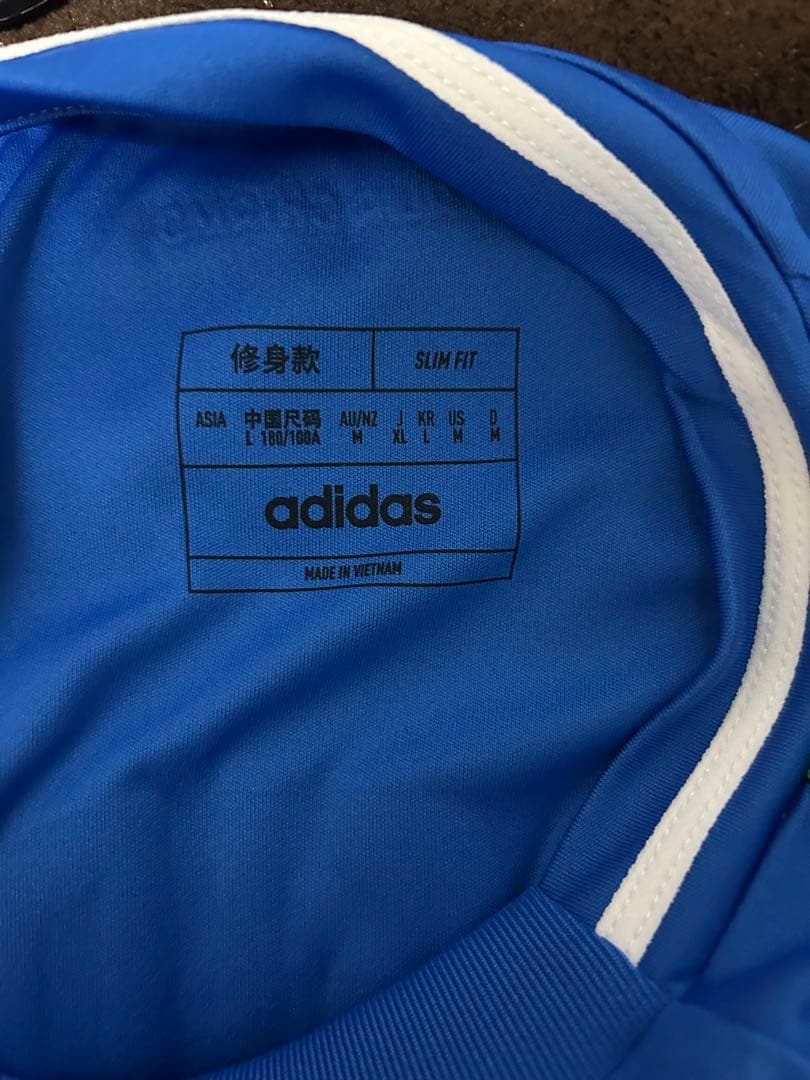 修身款 SLIM FIT
ASIA 中国尺码 AU/NZ J KR US D
L 180/100A M XL L M M
adidas
MADE IN VIETNAM